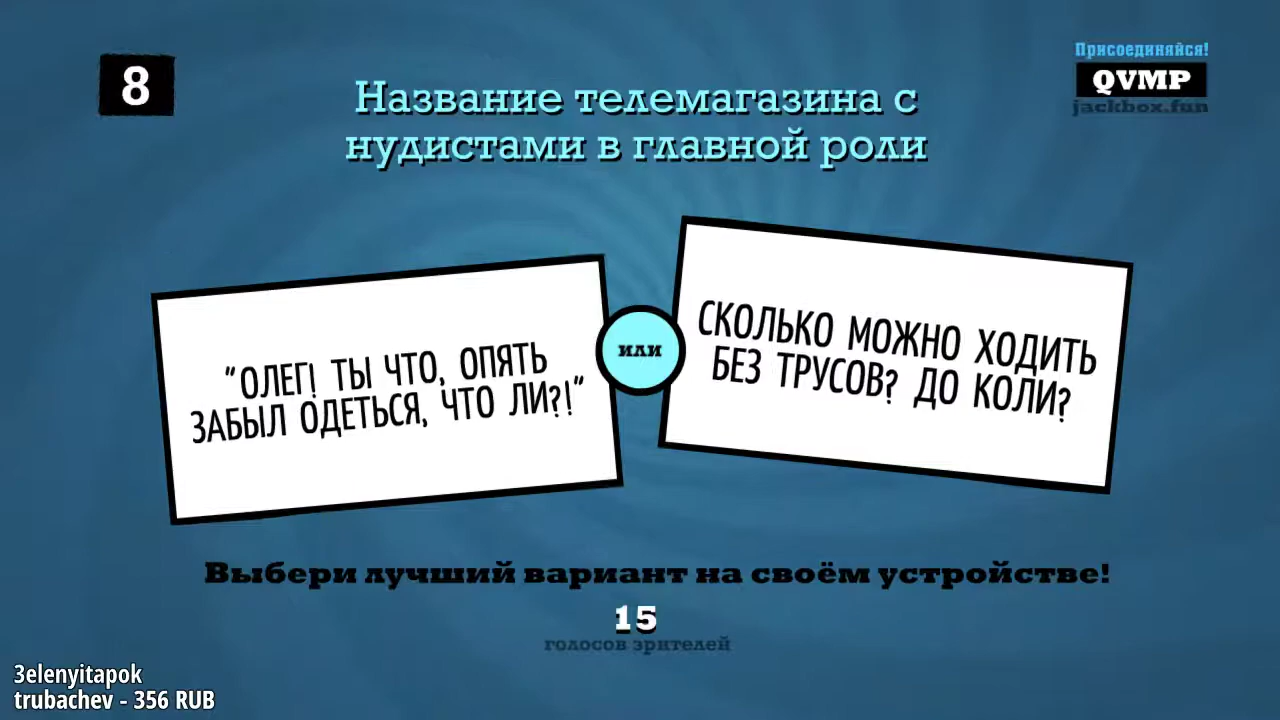 8
Присоединяйся!
QVMP
jackbox.fun
Название телемагазина с
нудистами в главной роли
"ОЛЕГ! ТЫ ЧТО, ОПЯТЬ
ЗАБЫЛ ОДЕТЬСЯ, ЧТО ЛИ?!"
или
СКОЛЬКО МОЖНО ХОДИТЬ
БЕЗ ТРУСОВ? ДО КОЛИ?
Выбери лучший вариант на своём устройстве!
15
голосов зрителей
3elenyitapok
trubachev - 356 RUB